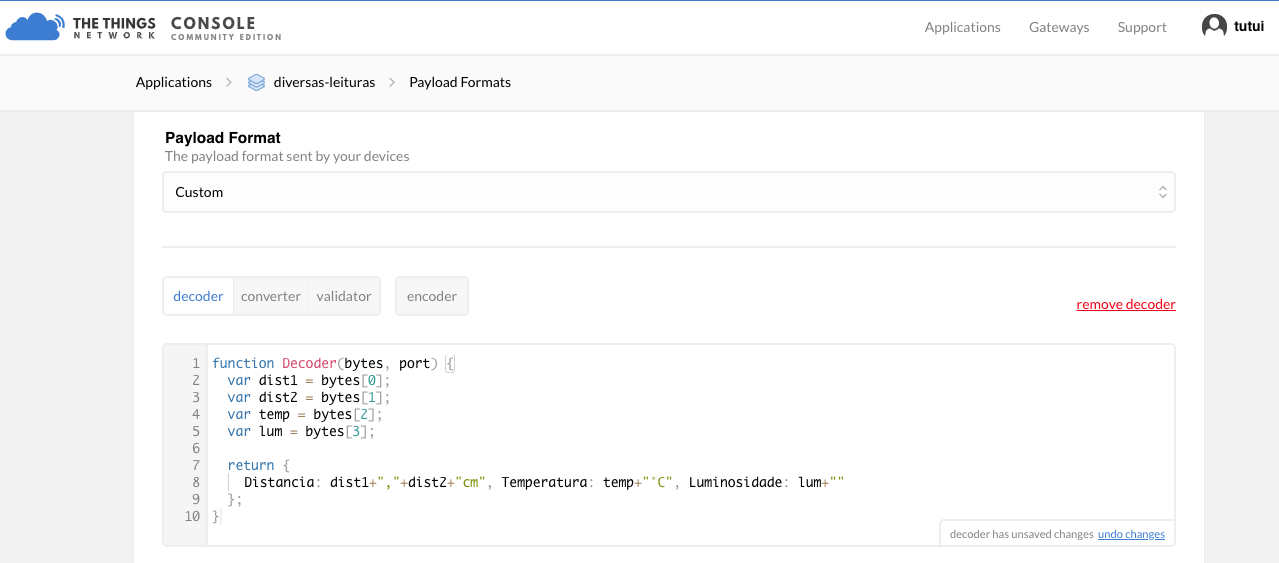 THE THINGS NETWORK CONSOLE COMMUNITY EDITION
Applications Gateways Support tutui
Applications diversas-leituras Payload Formats
Payload Format
The payload format sent by your devices
Custom
decoder converter validator encoder
remove decoder
1 function Decoder(bytes, port) {
2 var dist1 = bytes[0];
3 var dist2 = bytes[1];
4 var temp = bytes[2];
5 var lum = bytes[3];
6
7 return {
8 Distancia: dist1+","+dist2+"cm", Temperatura: temp+"°C", Luminosidade: lum+""
9 };
10 }
decoder has unsaved changes undo changes